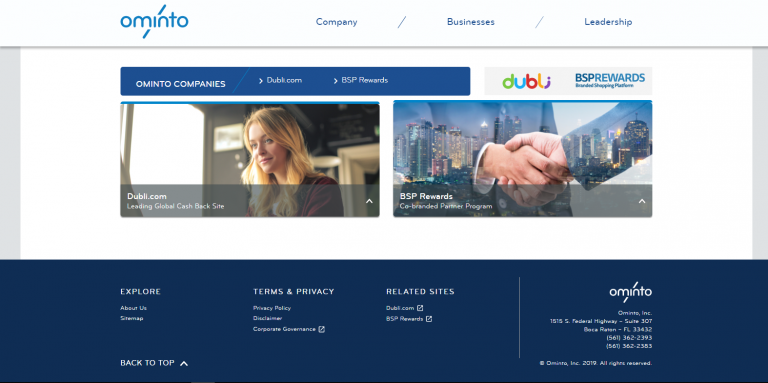 ominto
Company / Businesses / Leadership
OMINTO COMPANIES
Dubli.com
BSP Rewards
dubli
BSPREWARDS
Branded Shopping Platform
Dubli.com
Leading Global Cash Back Site
BSP Rewards
Co-branded Partner Program
EXPLORE
About Us
Sitemap
TERMS & PRIVACY
Privacy Policy
Disclaimer
Corporate Governance
RELATED SITES
Dubli.com
BSP Rewards
ominto
Ominto, Inc.
1515 S. Federal Highway – Suite 307
Boca Raton – FL 33432
(561) 362-2393
(561) 362-2383
BACK TO TOP
© Ominto, Inc. 2019. All rights reserved.